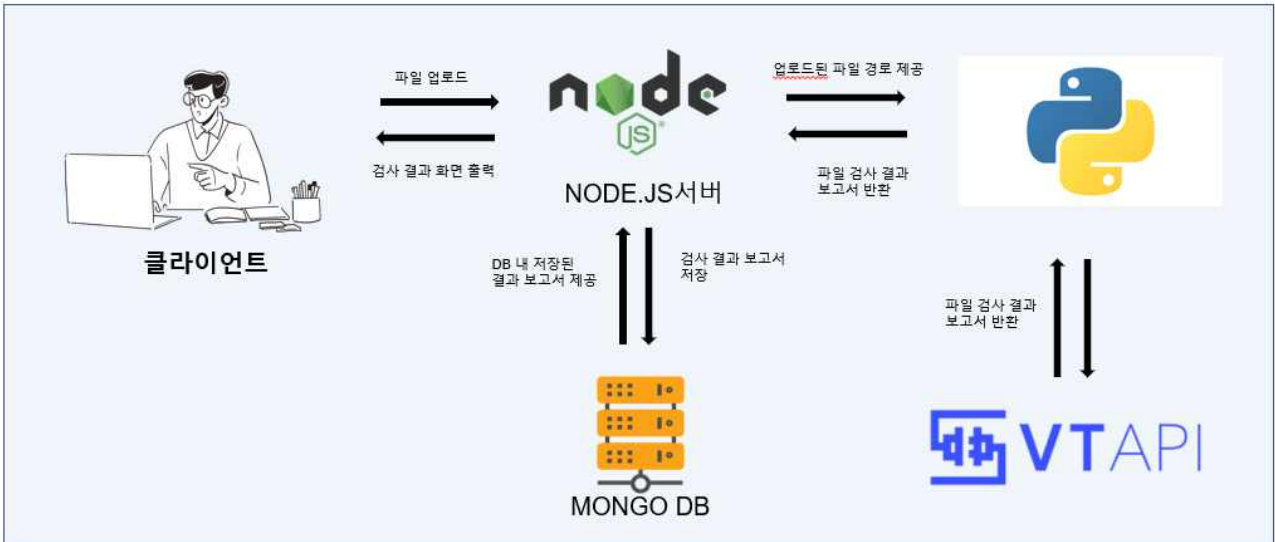 파일 업로드
검사 결과 화면 출력
클라이언트
node
JS
NODE.JS서버
업로드된 파일 경로 제공
파일 검사 결과
보고서 반환
DB 내 저장된
결과 보고서 제공
검사 결과 보고서
저장
파일 검사 결과
보고서 반환
MONGO DB
VTAPI